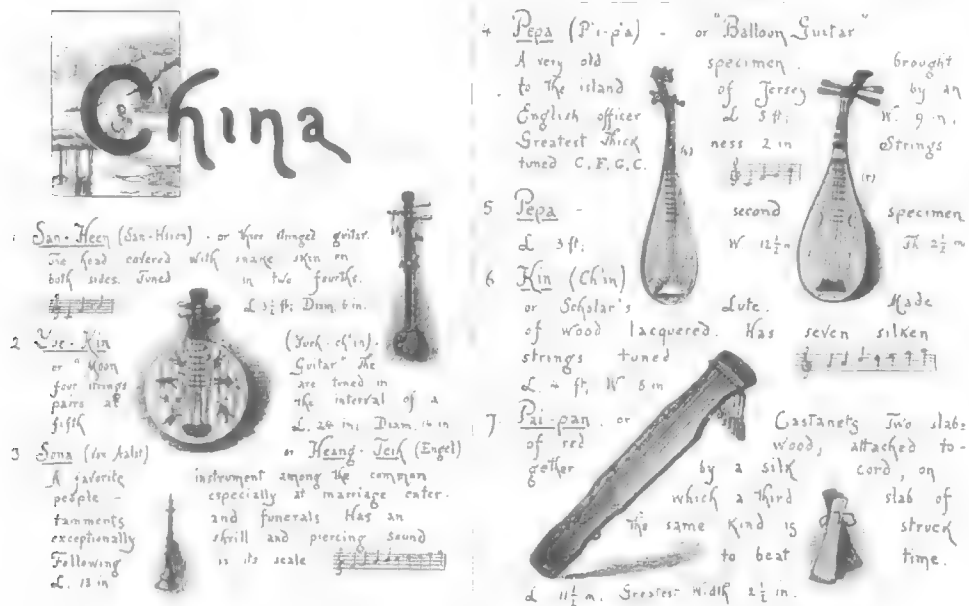 China
1 San-Heen (San-Hsien) - or three stringed guitar.
The head covered with snake skin on
both sides. Tuned in two fourths.
L 3½ ft; Diam. 6 in.
2 Yue-Kin (Yueh-ch'in)-
or "Moon Guitar" The
four strings are tuned in
pairs at the interval of a
fifth L. 24 in; Diam. 14 in
3 Sona (Van Aalst) or Heang-Teih (Engel)
A favorite instrument among the common
people - especially at marriage enter-
tainments and funerals Has an
exceptionally shrill and piercing sound
Following is its scale
L. 13 in
4 Pepa (P'i-p'a) - or "Balloon Guitar"
A very old specimen brought
to the island of Jersey by an
English officer L 3 ft; W. 9 in,
Greatest Thickness 2 in Strings
tuned C, F, G, C.
5 Pepa - second specimen
L 3 ft; W 12½ in Th 2½ in
6 Kin (Ch'in)
or Scholar's Lute. Made
of wood lacquered. Has seven silken
strings tuned
L. 4 ft, W 8 in
7 Pai-pan or Castanets Two slabs
of red wood, attached to-
gether by a silk cord, on
which a third slab of
the same kind is struck
to beat time.
L 11½ in. Greatest Width 2½ in.